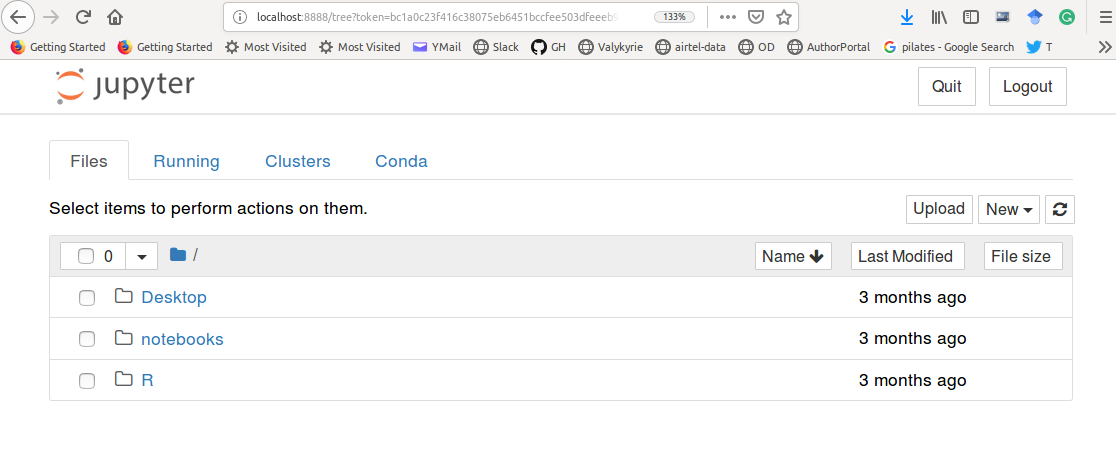 localhost:8888/tree?token=bc1a0c23f416c38075eb6451bccfee503dfeeeb9 133%
Getting Started Getting Started Most Visited Most Visited YMail Slack GH Valykyrie airtel-data OD AuthorPortal pilates - Google Search T
jupyter Quit Logout
Files Running Clusters Conda
Select items to perform actions on them. Upload New
0 / Name Last Modified File size
Desktop 3 months ago
notebooks 3 months ago
R 3 months ago